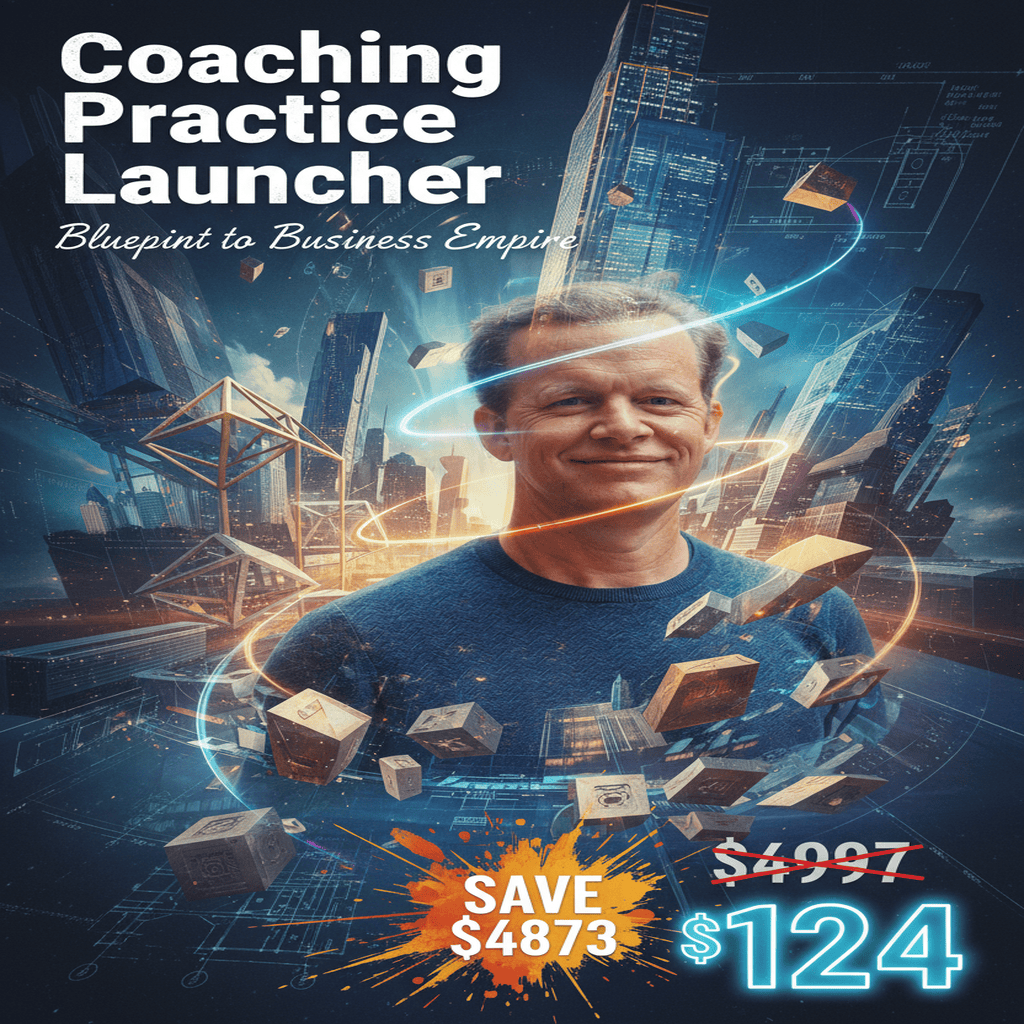 Coaching
Practice
Launcher
Bluepint to Business Empire
SAVE
$4873
$4997
$124